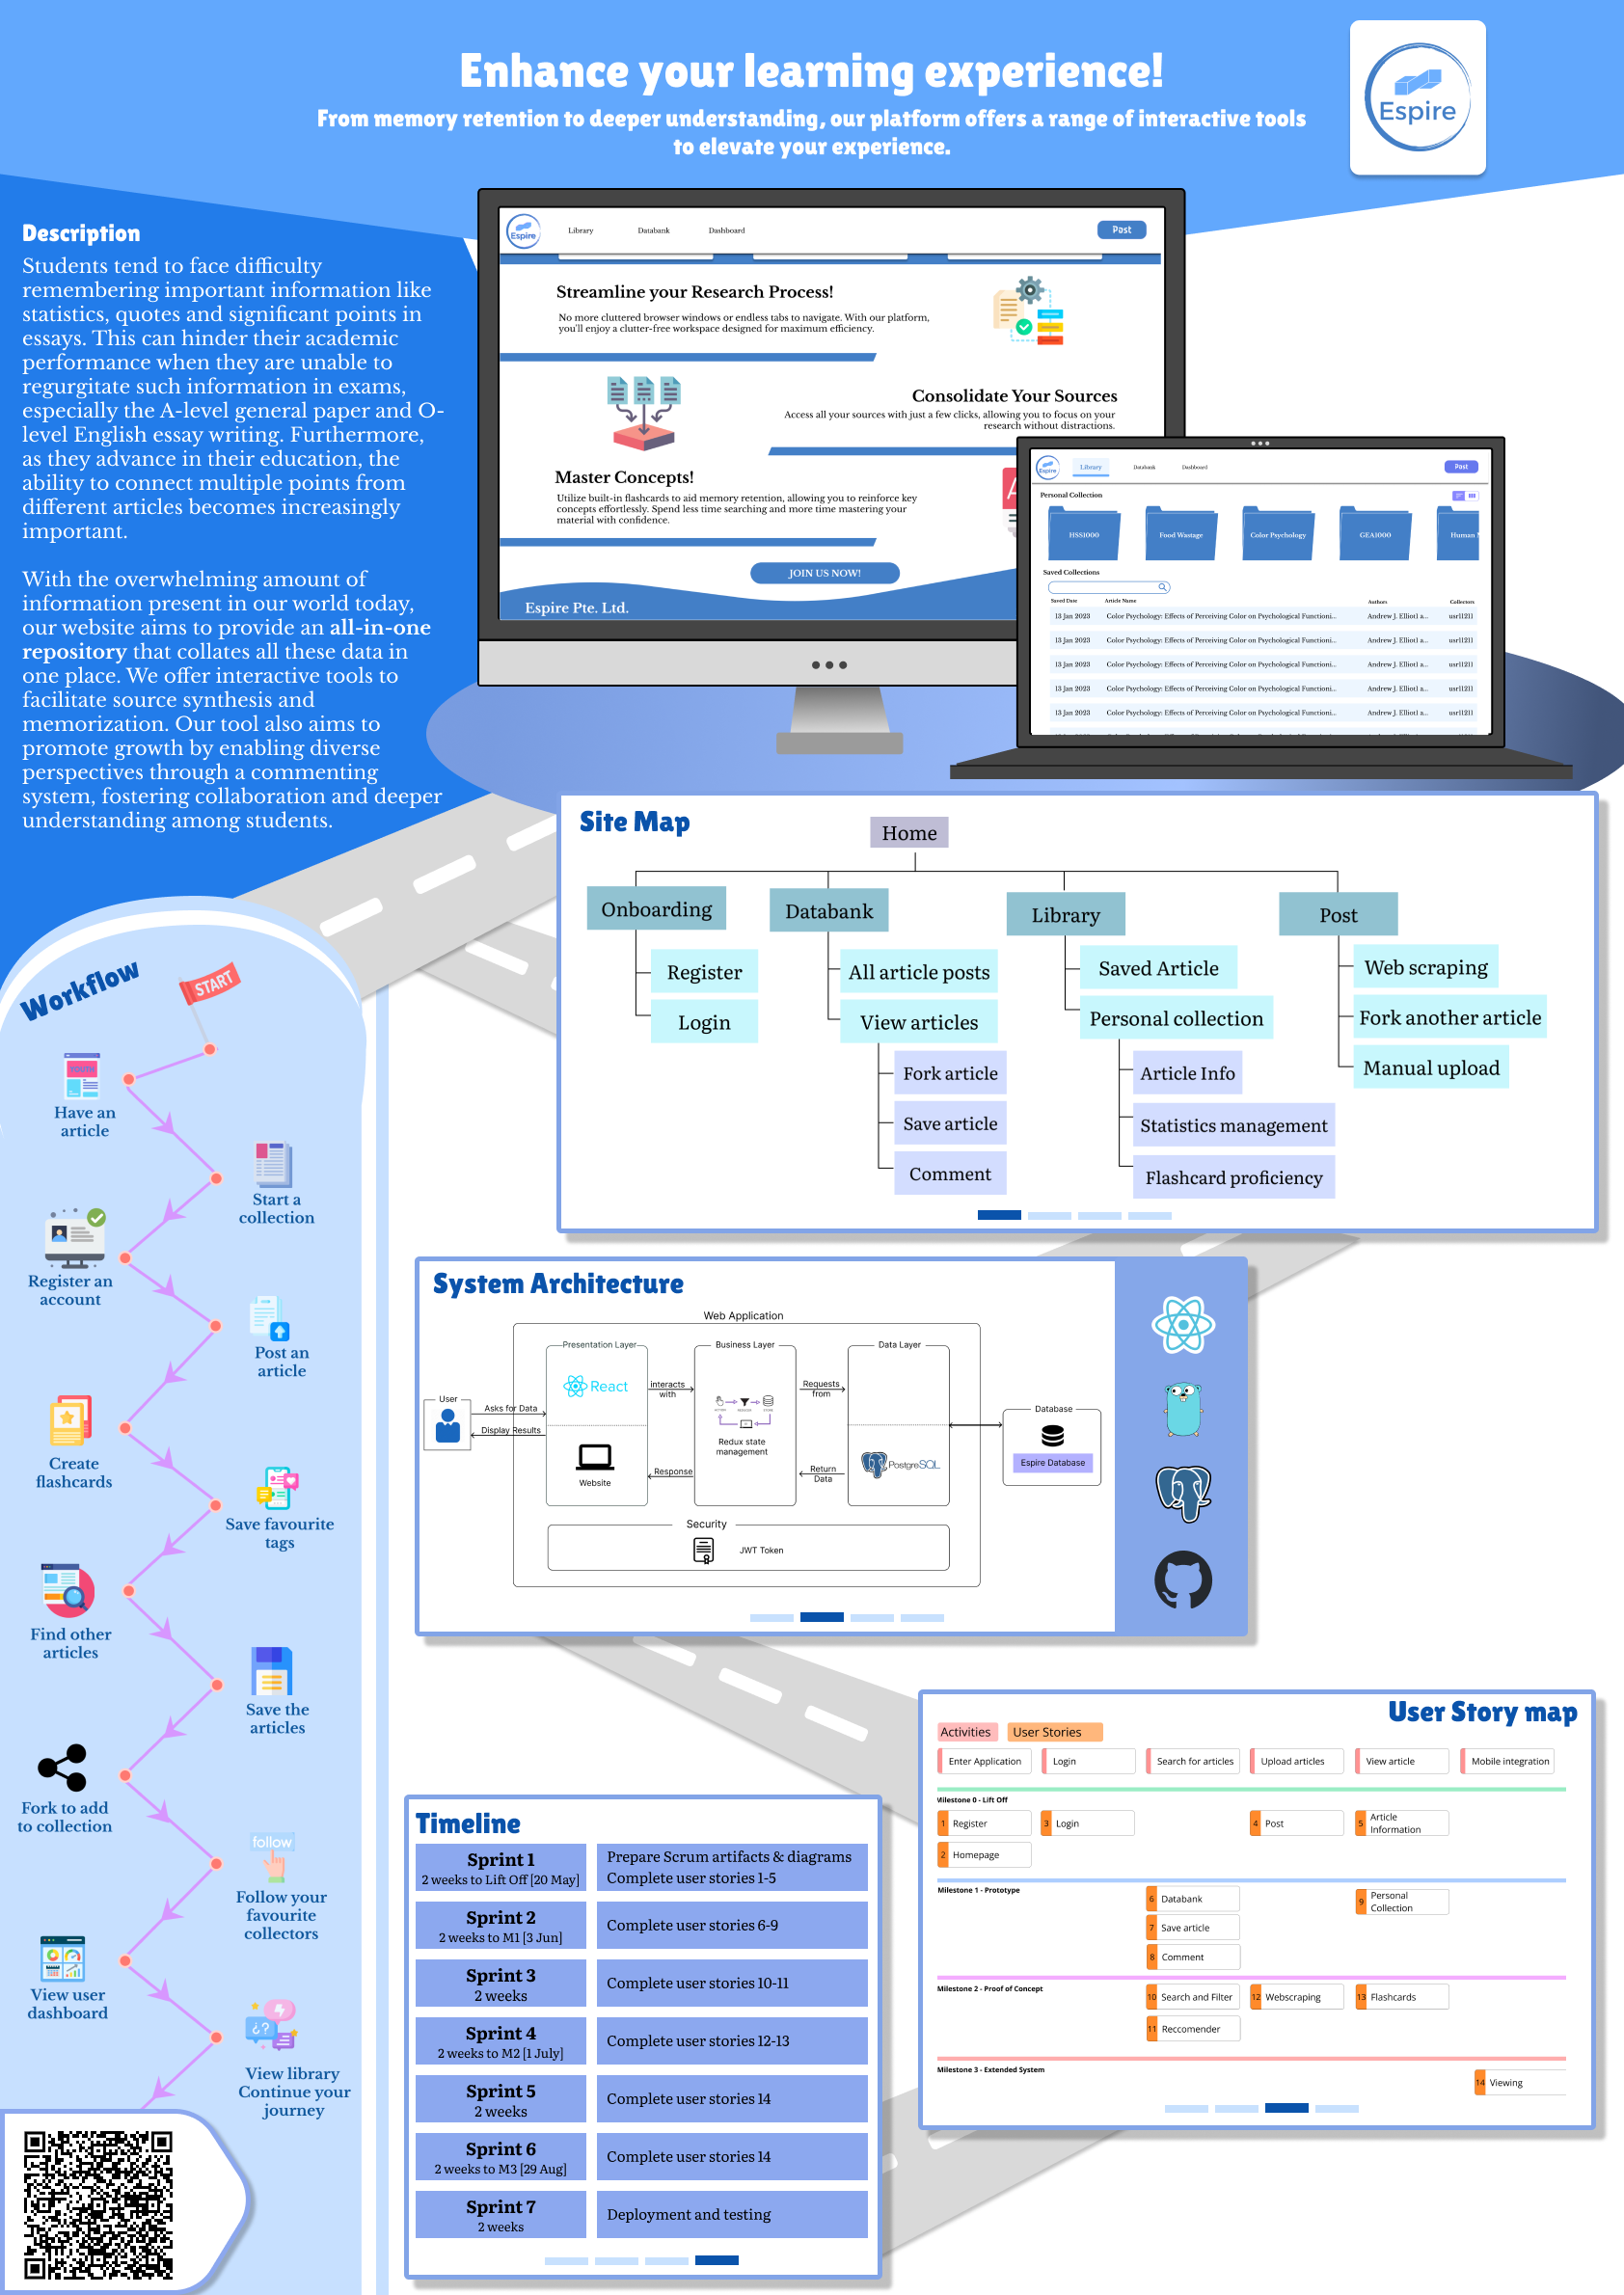 Enhance your learning experience!
From memory retention to deeper understanding, our platform offers a range of interactive tools
to elevate your experience.
Espire
Description
Students tend to face difficulty
remembering important information like
statistics, quotes and significant points in
essays. This can hinder their academic
performance when they are unable to
regurgitate such information in exams,
especially the A-level general paper and O-
level English essay writing. Furthermore,
as they advance in their education, the
ability to connect multiple points from
different articles becomes increasingly
important.
With the overwhelming amount of
information present in our world today,
our website aims to provide an all-in-one
repository that collates all these data in
one place. We offer interactive tools to
facilitate source synthesis and
memorization. Our tool also aims to
promote growth by enabling diverse
perspectives through a commenting
system, fostering collaboration and deeper
understanding among students.
Espire
Library Databank Dashboard Post
Streamline your Research Process!
No more cluttered browser windows or endless tabs to navigate. With our platform,
you'll enjoy a clutter-free workspace designed for maximum efficiency.
Consolidate Your Sources
Access all your sources with just a few clicks, allowing you to focus on your
research without distractions.
Master Concepts!
Utilize built-in flashcards to aid memory retention, allowing you to reinforce key
concepts effortlessly. Spend less time searching and more time mastering your
material with confidence.
JOIN US NOW!
Espire Pte. Ltd.
Espire
Library Databank Dashboard Post
Personal Collection
HSS1000 Food Wastage Color Psychology GEA1000 Human
Saved Collections
Saved Date Article Name Authors Collectors
13 Jan 2023 Color Psychology: Effects of Perceiving Color on Psychological Functioni... Andrew J. Elliot1 a... usr11211
13 Jan 2023 Color Psychology: Effects of Perceiving Color on Psychological Functioni... Andrew J. Elliot1 a... usr11211
13 Jan 2023 Color Psychology: Effects of Perceiving Color on Psychological Functioni... Andrew J. Elliot1 a... usr11211
13 Jan 2023 Color Psychology: Effects of Perceiving Color on Psychological Functioni... Andrew J. Elliot1 a... usr11211
13 Jan 2023 Color Psychology: Effects of Perceiving Color on Psychological Functioni... Andrew J. Elliot1 a... usr11211
Site Map
Home
Onboarding
Register
Login
Databank
All article posts
View articles
Fork article
Save article
Comment
Library
Saved Article
Personal collection
Article Info
Statistics management
Flashcard proficiency
Post
Web scraping
Fork another article
Manual upload
Workflow
START
Have an
article
Start a
collection
Register an
account
Post an
article
Create
flashcards
Save favourite
tags
Find other
articles
Save the
articles
Fork to add
to collection
follow
Follow your
favourite
collectors
View user
dashboard
View library
Continue your
journey
System Architecture
Web Application
User
Asks for Data
Display Results
Presentation Layer
React
Website
interacts
with
Response
Business Layer
Redux state
management
Requests
from
Return
Data
Data Layer
PostgreSQL
Database
Espire Database
Security
JWT Token
User Story map
Activities User Stories
Enter Application Login Search for articles Upload articles View article Mobile integration
Milestone 0 - Lift Off
1 Register 3 Login 4 Post 5 Article
Information
2 Homepage
Milestone 1 - Prototype
6 Databank 9 Personal
Collection
7 Save article
8 Comment
Milestone 2 - Proof of Concept
10 Search and Filter 12 Webscraping 13 Flashcards
11 Reccomender
Milestone 3 - Extended System
14 Viewing
Timeline
Sprint 1
2 weeks to Lift Off [20 May]
Prepare Scrum artifacts & diagrams
Complete user stories 1-5
Sprint 2
2 weeks to M1 [3 Jun]
Complete user stories 6-9
Sprint 3
2 weeks
Complete user stories 10-11
Sprint 4
2 weeks to M2 [1 July]
Complete user stories 12-13
Sprint 5
2 weeks
Complete user stories 14
Sprint 6
2 weeks to M3 [29 Aug]
Complete user stories 14
Sprint 7
2 weeks
Deployment and testing